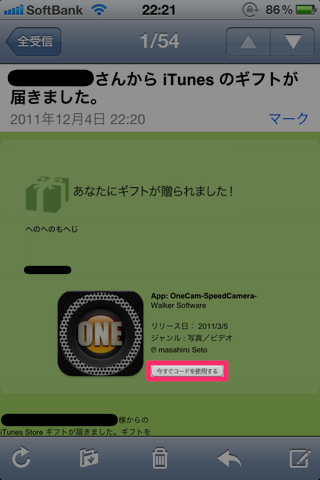 SoftBank 22:21 86%
全受信 1/54
さんから iTunes のギフトが
届きました。
2011年12月4日 22:20 マーク
あなたにギフトが贈られました！
へのへのもへじ
ONE
App: OneCam-SpeedCamera-
Walker Software
リリース日： 2011/3/5
ジャンル : 写真／ビデオ
℗ masahiro Seto
今すぐコードを使用する
様からの
iTunes Store ギフトが届きました。ギフトを